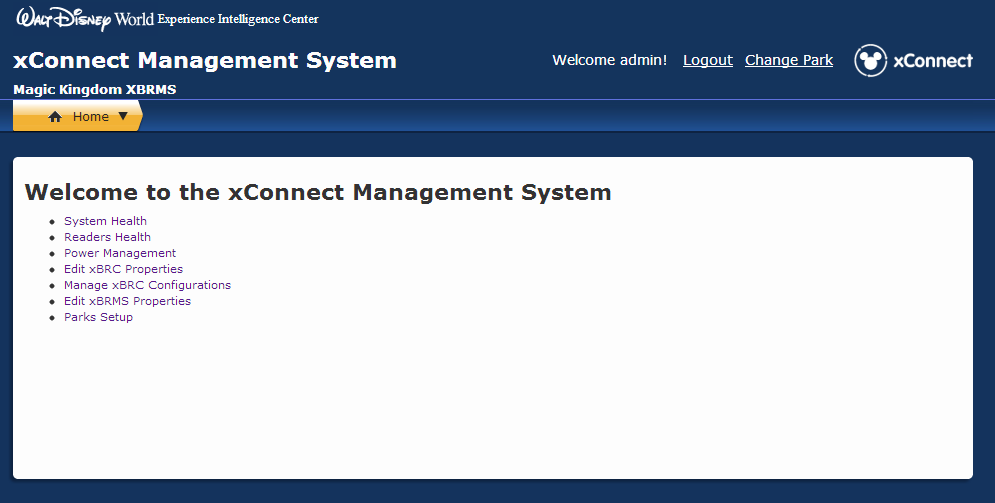 Walt Disney World Experience Intelligence Center
xConnect Management System
Welcome admin! Logout Change Park xConnect
Magic Kingdom XBRMS
Home ▼
Welcome to the xConnect Management System
• System Health
• Readers Health
• Power Management
• Edit xBRC Properties
• Manage xBRC Configurations
• Edit xBRMS Properties
• Parks Setup